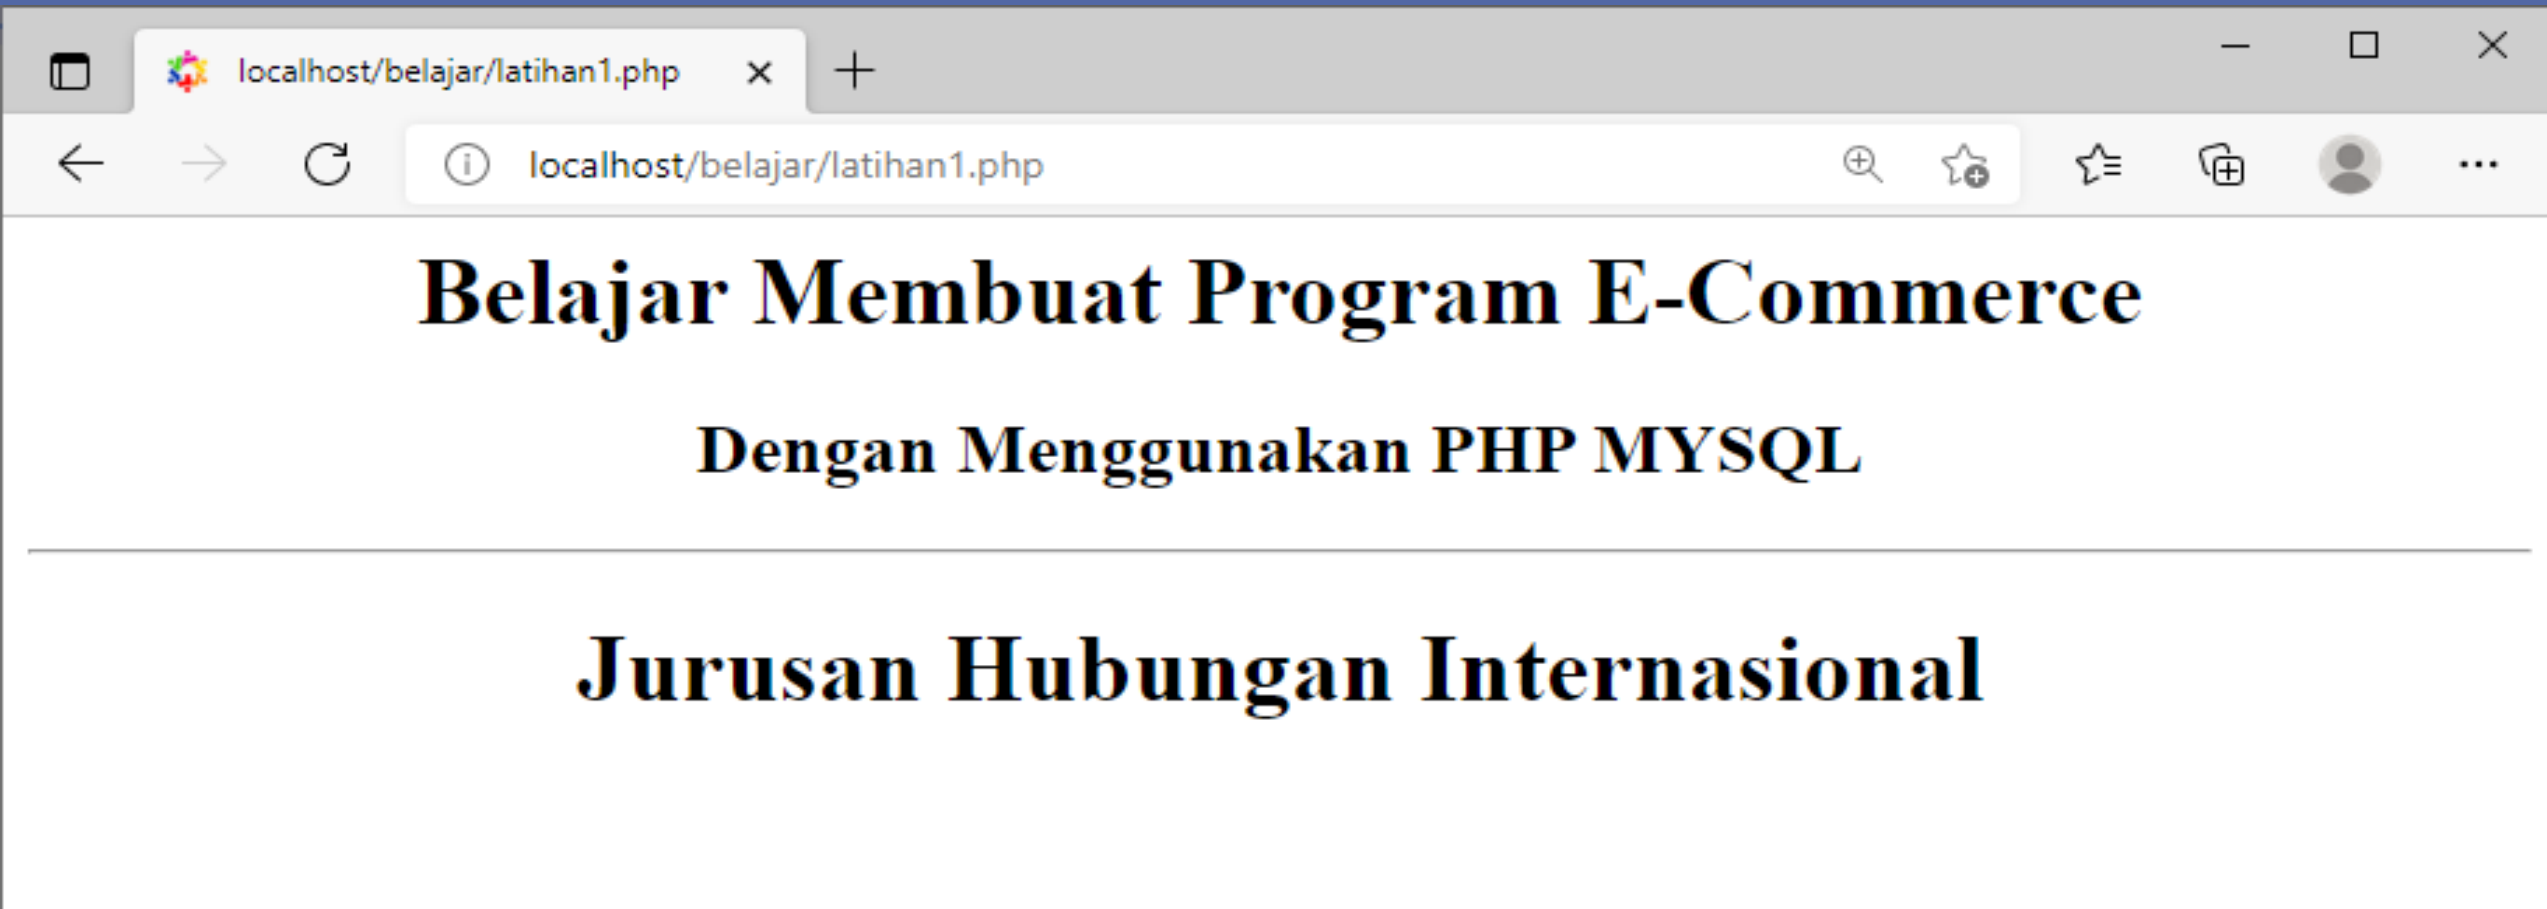 localhost/belajar/latihan1.php
localhost/belajar/latihan1.php
Belajar Membuat Program E-Commerce
Dengan Menggunakan PHP MYSQL
Jurusan Hubungan Internasional